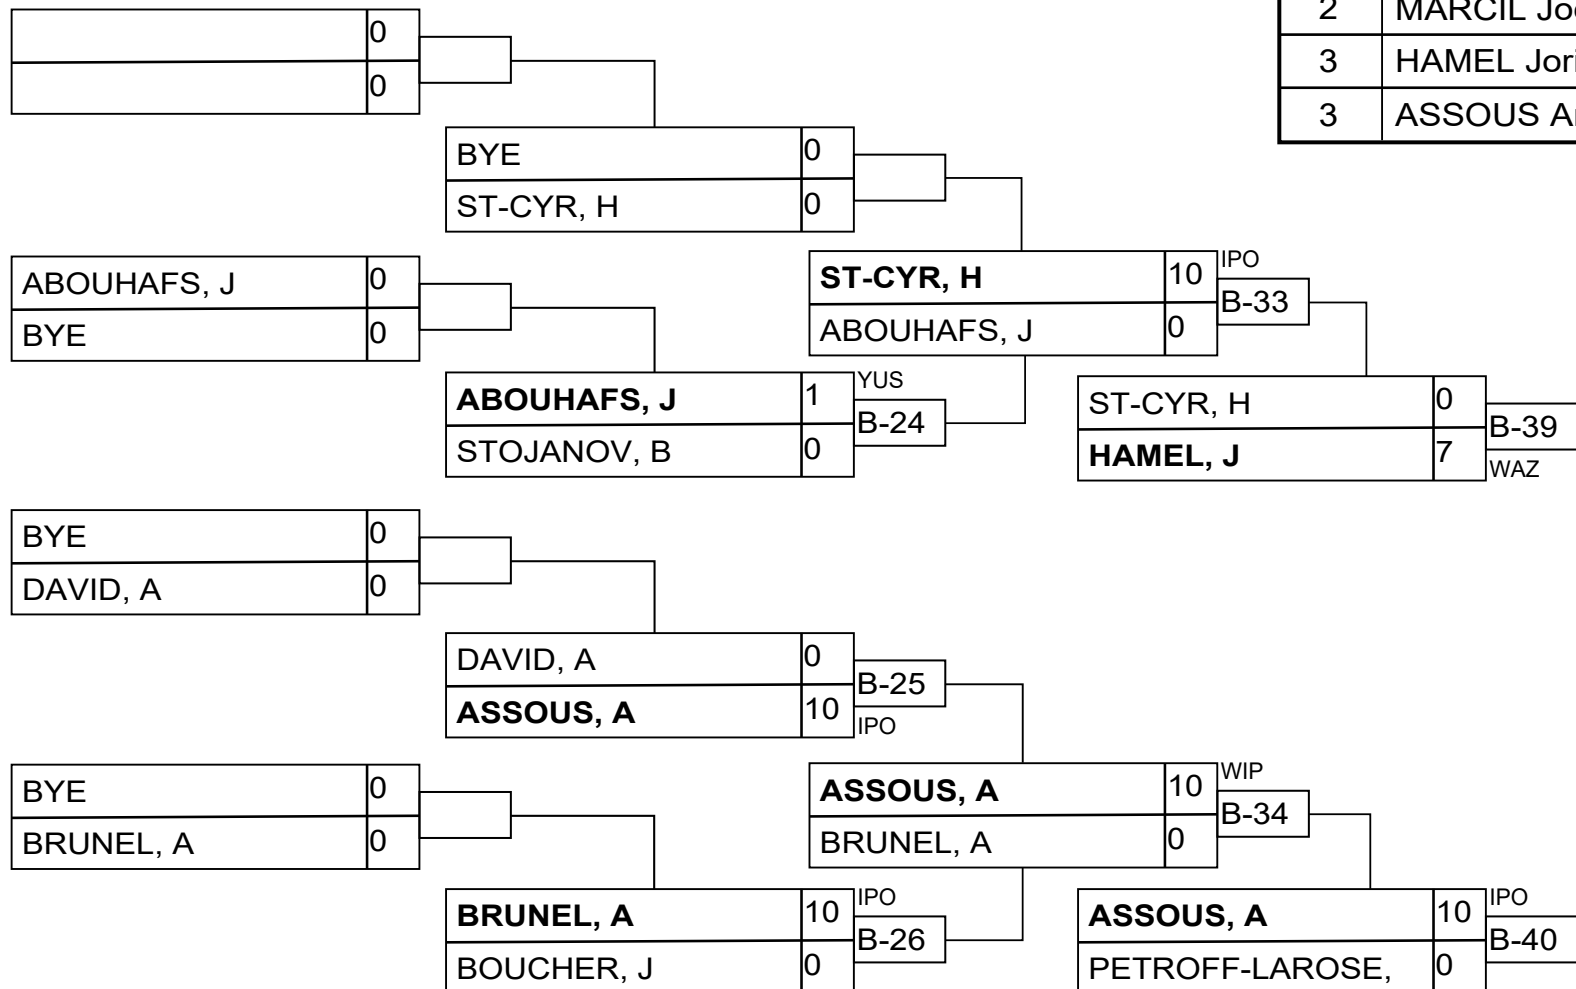 2 MARCIL
3 HAMEL
3 ASSOUS
0
0
BYE 0
ST-CYR, H 0
ABOUHAFS, J 0
BYE 0
ST-CYR, H 10 IPO
ABOUHAFS, J 0 B-33
ABOUHAFS, J 1 YUS
STOJANOV, B 0 B-24
ST-CYR, H 0 B-39
HAMEL, J 7 WAZ
BYE 0
DAVID, A 0
DAVID, A 0 B-25
ASSOUS, A 10 IPO
BYE 0
BRUNEL, A 0
ASSOUS, A 10 WIP
BRUNEL, A 0 B-34
BRUNEL, A 10 IPO
BOUCHER, J 0 B-26
ASSOUS, A 10 IPO
PETROFF-LAROSE, 0 B-40